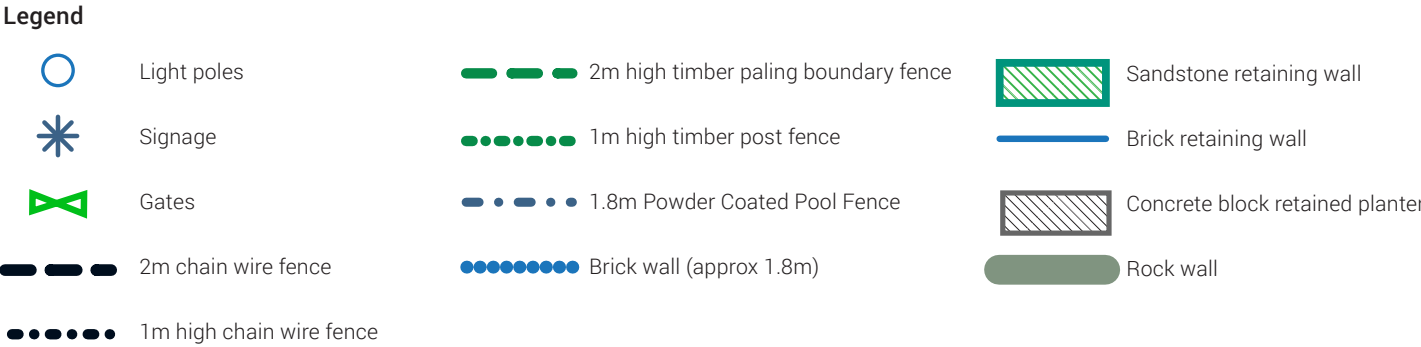 Legend
Light poles
Signage
Gates
2m chain wire fence
1m high chain wire fence
2m high timber paling boundary fence
1m high timber post fence
1.8m Powder Coated Pool Fence
Brick wall (approx 1.8m)
Sandstone retaining wall
Brick retaining wall
Concrete block retained planter
Rock wall